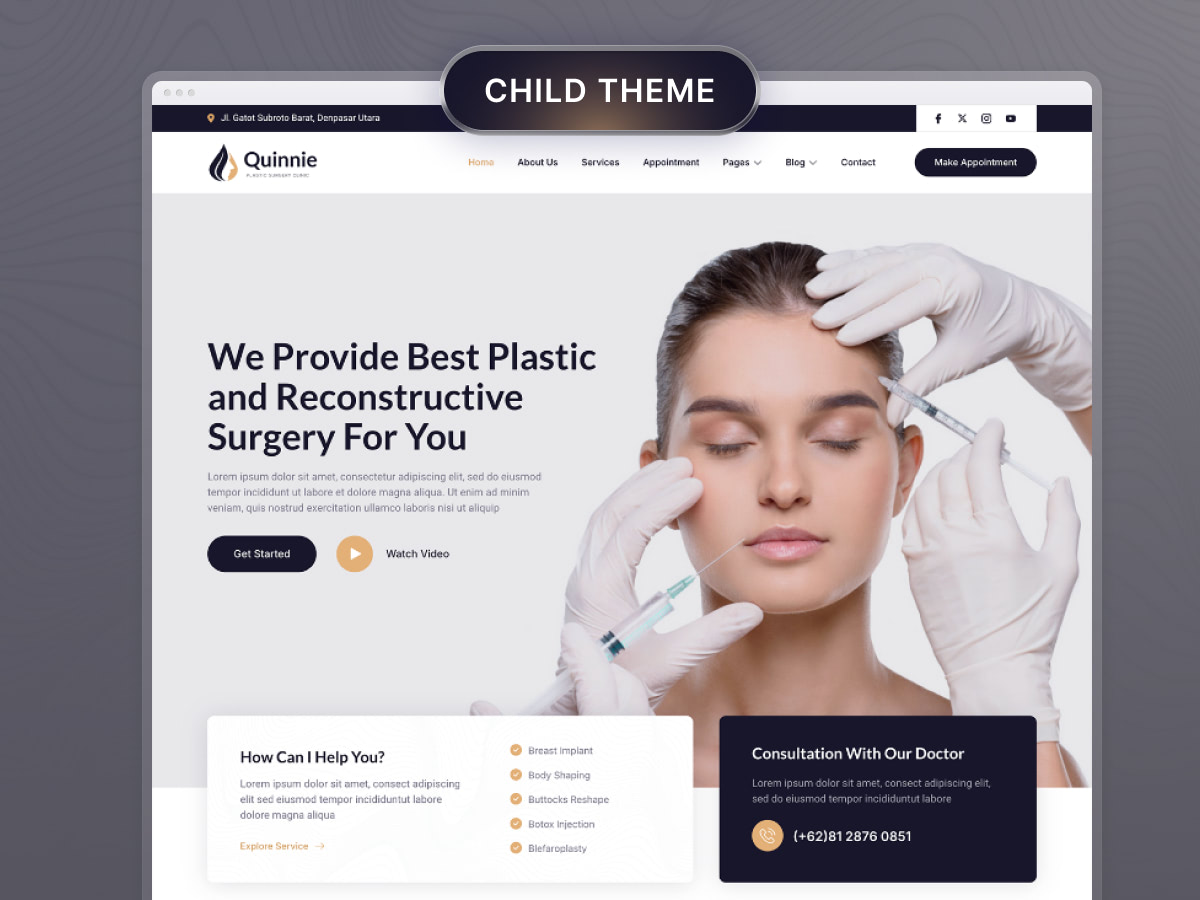 CHILD THEME
Jl. Gatot Subroto Barat, Denpasar Utara
Quinnie
PLASTIC SURGERY CLINIC
Home About Us Services Appointment Pages Blog Contact Make Appointment
We Provide Best Plastic
and Reconstructive
Surgery For You
Lorem ipsum dolor sit amet, consectetur adipiscing elit, sed do eiusmod
tempor incididunt ut labore et dolore magna aliqua. Ut enim ad minim
veniam, quis nostrud exercitation ullamco laboris nisi ut aliquip
Get Started Watch Video
How Can I Help You?
Lorem ipsum dolor sit amet, consect adipiscing
elit sed eiusmod tempor incididuntut labore
dolore magna aliqua
Explore Service
Breast Implant
Body Shaping
Buttocks Reshape
Botox Injection
Blefaroplasty
Consultation With Our Doctor
Lorem ipsum dolor sit amet, consect adipiscing elit,
sed do eiusmod tempor incididuntut labore
(+62)81 2876 0851